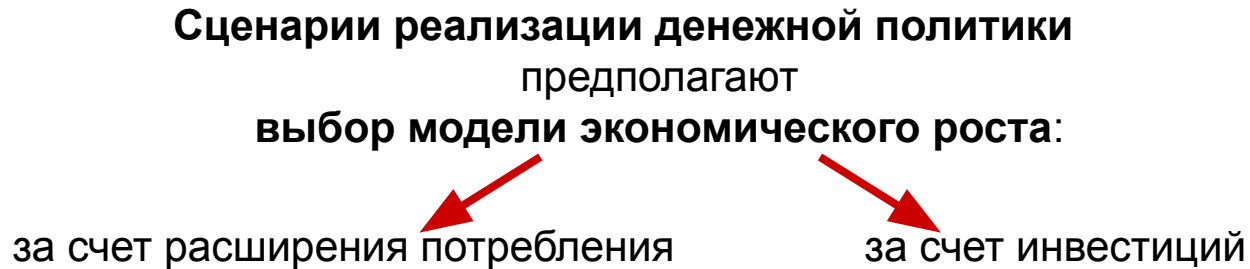 Сценарии реализации денежной политики
предполагают
выбор модели экономического роста:
за счет расширения потребления
за счет инвестиций